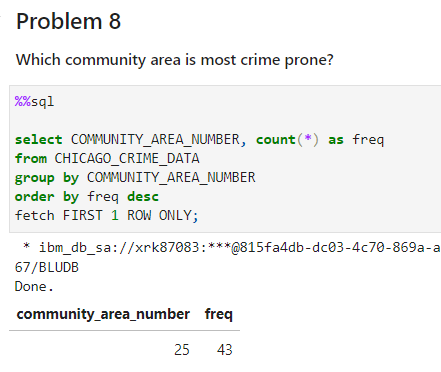 Problem 8
Which community area is most crime prone?
%%sql
select COMMUNITY_AREA_NUMBER, count(*) as freq
from CHICAGO_CRIME_DATA
group by COMMUNITY_AREA_NUMBER
order by freq desc
fetch FIRST 1 ROW ONLY;
* ibm_db_sa://xrk87083:***@815fa4db-dc03-4c70-869a-a
67/BLUDB
Done.
community_area_number freq
25 43